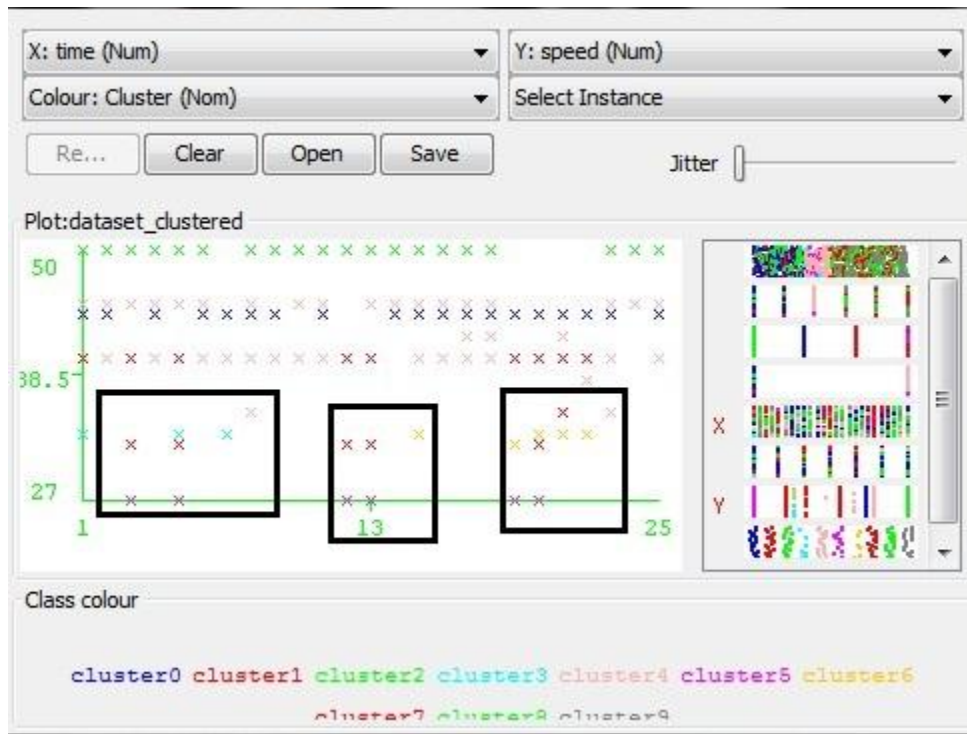 X: time (Num) Y: speed (Num)
Colour: Cluster (Nom) Select Instance
Re... Clear Open Save Jitter
Plot:dataset_clustered
50
38.5
X
Y
27
1 13 25
Class colour
cluster0 cluster1 cluster2 cluster3 cluster4 cluster5 cluster6
cluster7 cluster8 cluster9